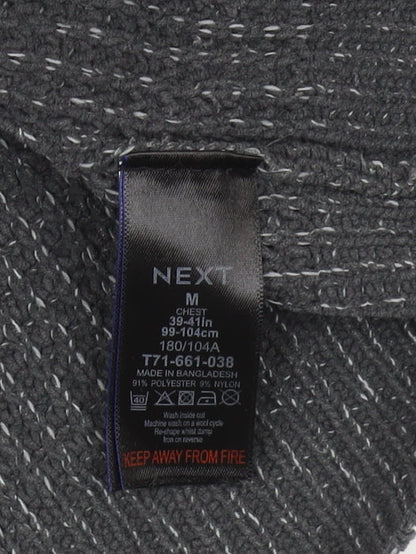 NEXT
M
CHEST
39-41in
99-104cm
180/104A
T71-661-038
MADE IN BANGLADESH
91% POLYESTER 9% NYLON
40
Wash inside out
Machine wash on a wool cycle
Re-shape whilst damp
Iron on reverse
KEEP AWAY FROM FIRE